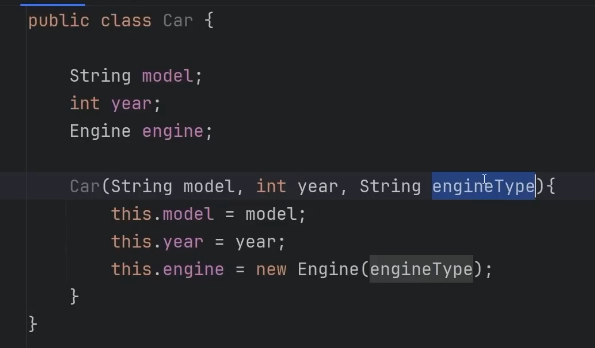 public class Car {
String model;
int year;
Engine engine;
Car(String model, int year, String engineType){
this.model = model;
this.year = year;
this.engine = new Engine(engineType);
}
}